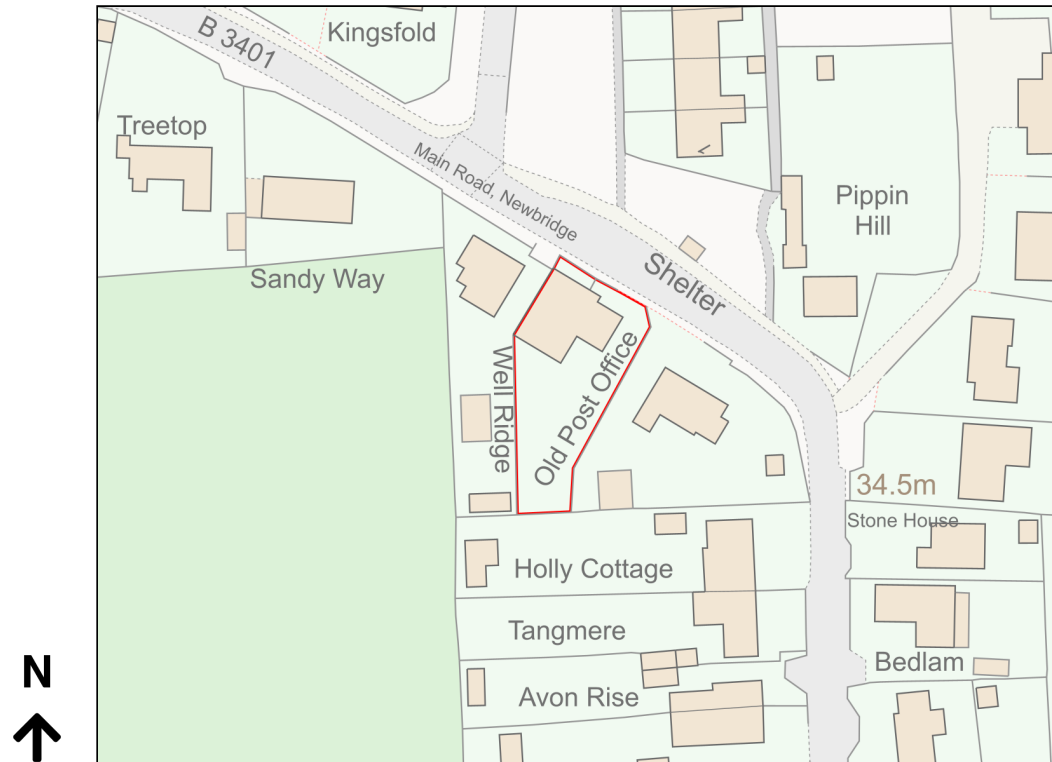 Kingsfold
B 3401
Treetop
Main Road, Newbridge
Pippin
Hill
Sandy Way
Shelter
Well Ridge
Old Post Office
34.5m
Stone House
Holly Cottage
Tangmere
Bedlam
Avon Rise
N